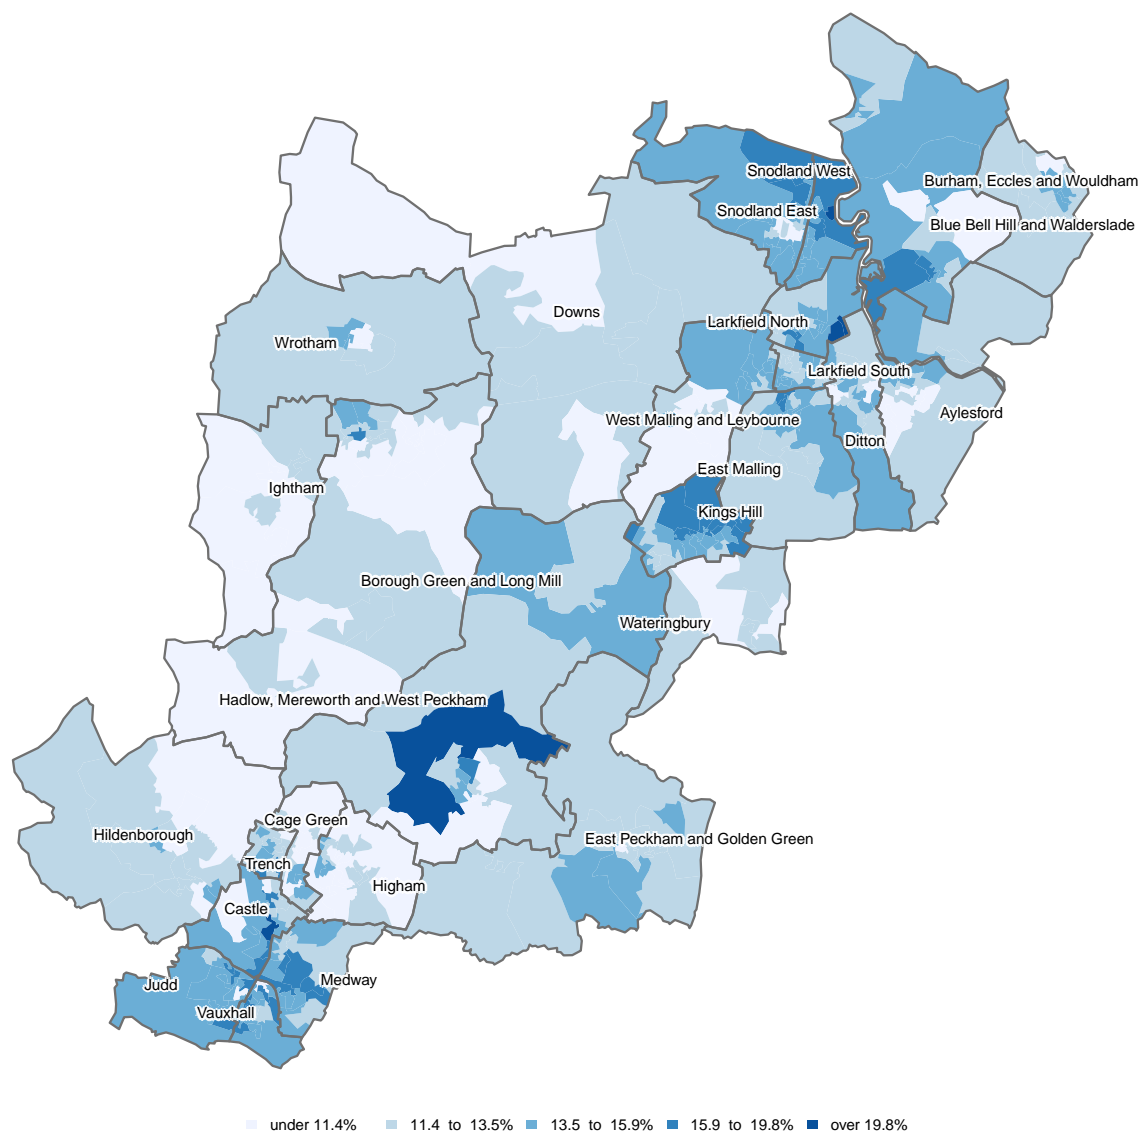 Snodland West
Burham, Eccles and Wouldham
Snodland East
Blue Bell Hill and Walderslade
Downs
Larkfield North
Wrotham
Larkfield South
Aylesford
West Malling and Leybourne
Ditton
East Malling
Ightham
Kings Hill
Borough Green and Long Mill
Wateringbury
Hadlow, Mereworth and West Peckham
Cage Green
Hildenborough
East Peckham and Golden Green
Trench
Higham
Castle
Medway
Judd
Vauxhall
under 11.4% 11.4 to 13.5% 13.5 to 15.9% 15.9 to 19.8% over 19.8%